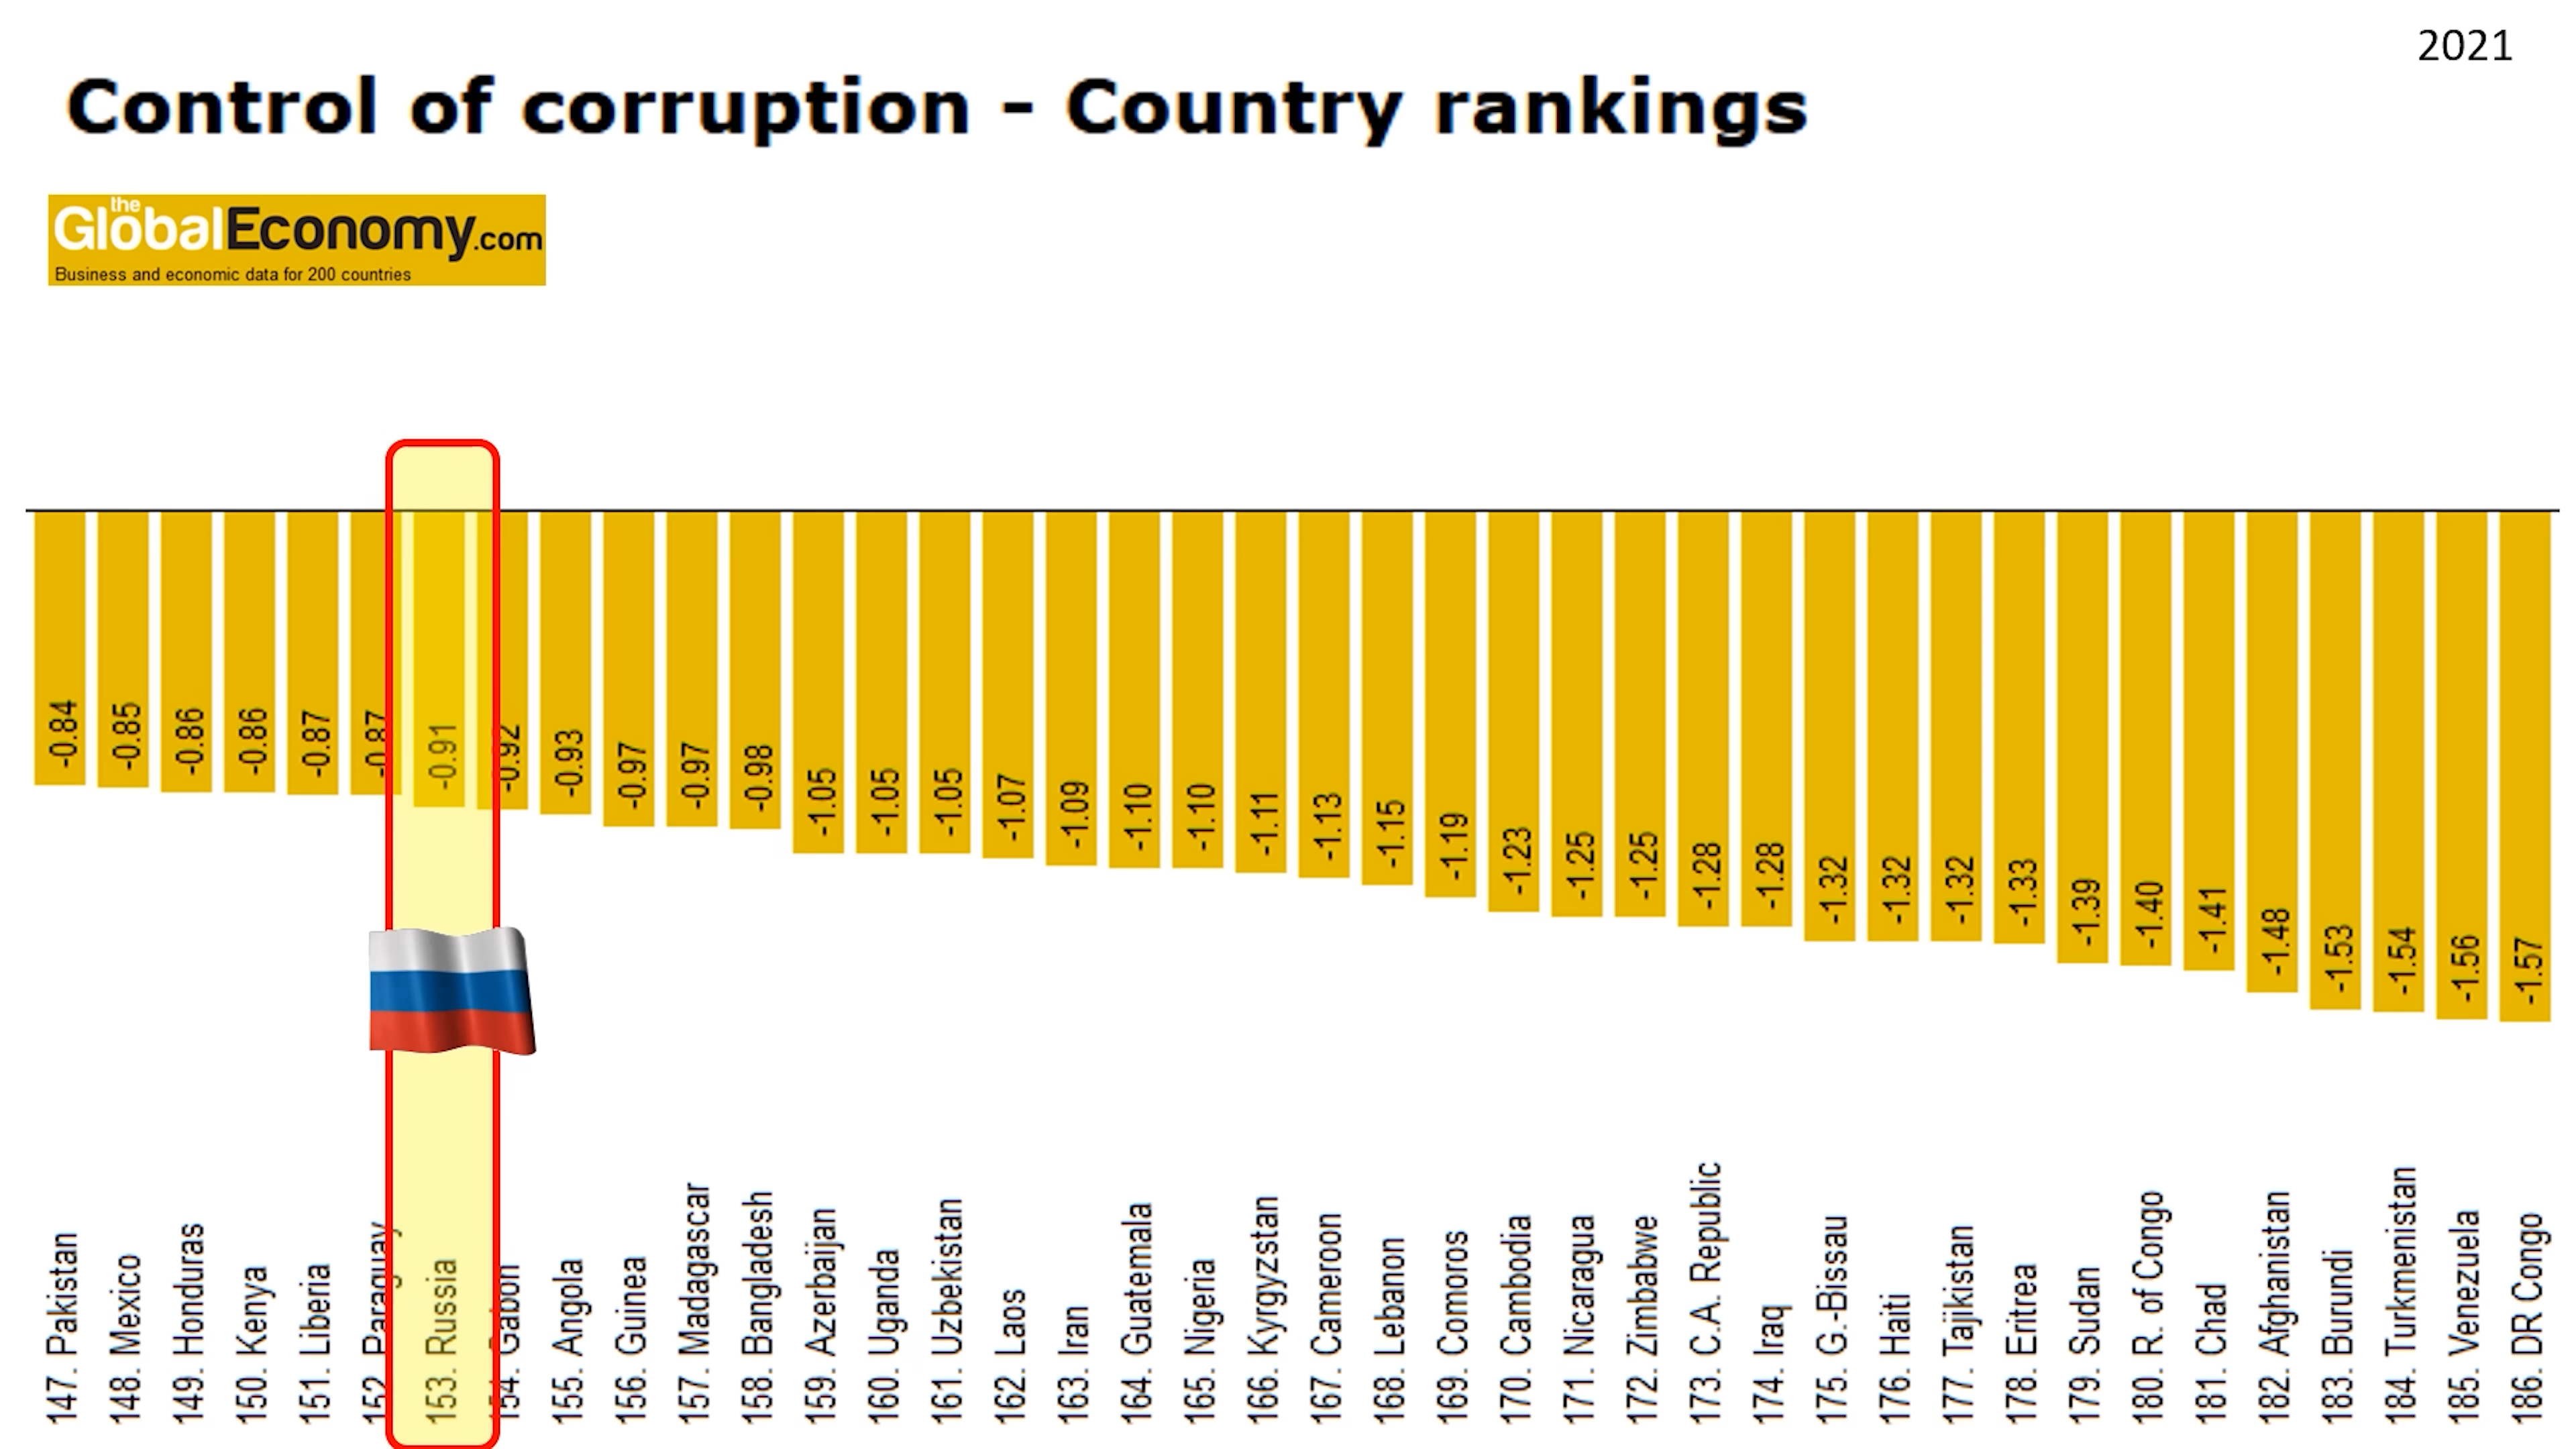 2021
Control of corruption - Country rankings
the
GlobalEconomy.com
Business and economic data for 200 countries
-0.84
-0.85
-0.86
-0.86
-0.87
-0.87
-0.91
-0.92
-0.93
-0.97
-0.97
-0.98
-1.05
-1.05
-1.05
-1.07
-1.09
-1.10
-1.10
-1.11
-1.13
-1.15
-1.19
-1.23
-1.25
-1.25
-1.28
-1.28
-1.32
-1.32
-1.32
-1.33
-1.39
-1.40
-1.41
-1.48
-1.53
-1.54
-1.56
-1.57
147. Pakistan
148. Mexico
149. Honduras
150. Kenya
151. Liberia
152. Paraguay
153. Russia
154. Gabon
155. Angola
156. Guinea
157. Madagascar
158. Bangladesh
159. Azerbaijan
160. Uganda
161. Uzbekistan
162. Laos
163. Iran
164. Guatemala
165. Nigeria
166. Kyrgyzstan
167. Cameroon
168. Lebanon
169. Comoros
170. Cambodia
171. Nicaragua
172. Zimbabwe
173. C.A. Republic
174. Iraq
175. G.-Bissau
176. Haiti
177. Tajikistan
178. Eritrea
179. Sudan
180. R. of Congo
181. Chad
182. Afghanistan
183. Burundi
184. Turkmenistan
185. Venezuela
186. DR Congo